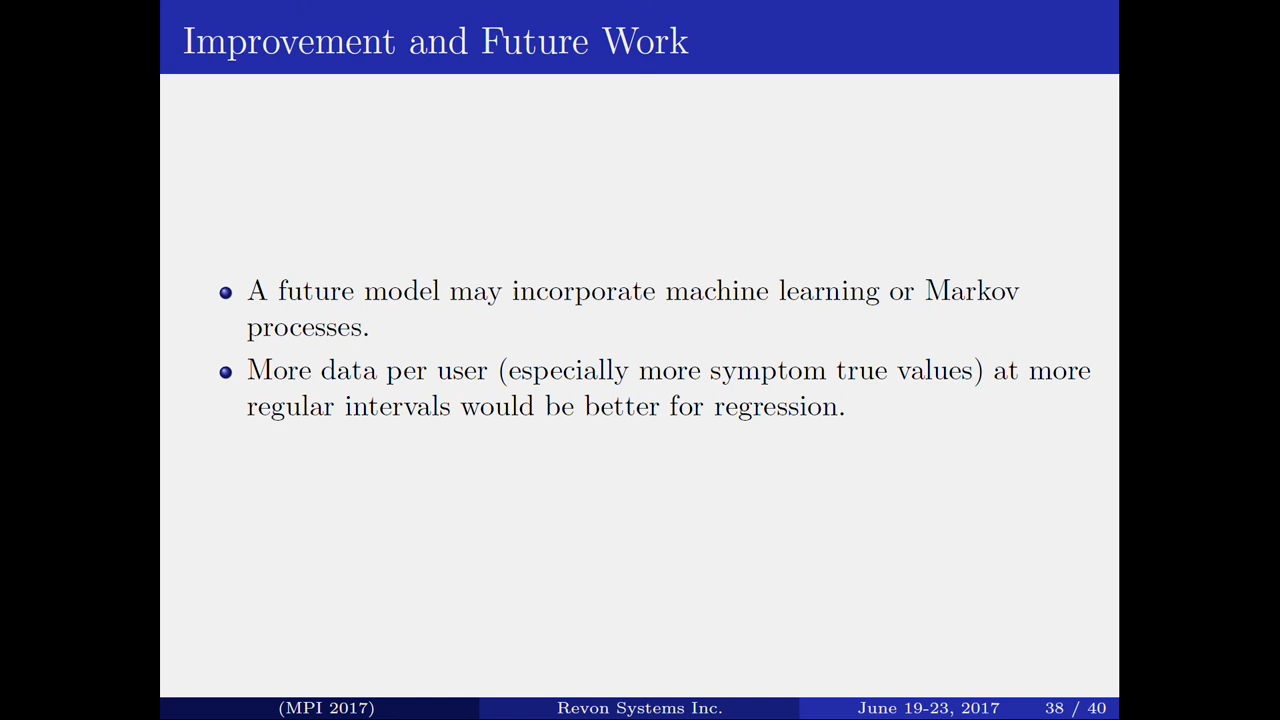 Improvement and Future Work
A future model may incorporate machine learning or Markov
processes.
More data per user (especially more symptom true values) at more
regular intervals would be better for regression.
(MPI 2017) Revon Systems Inc. June 19-23, 2017 38 / 40